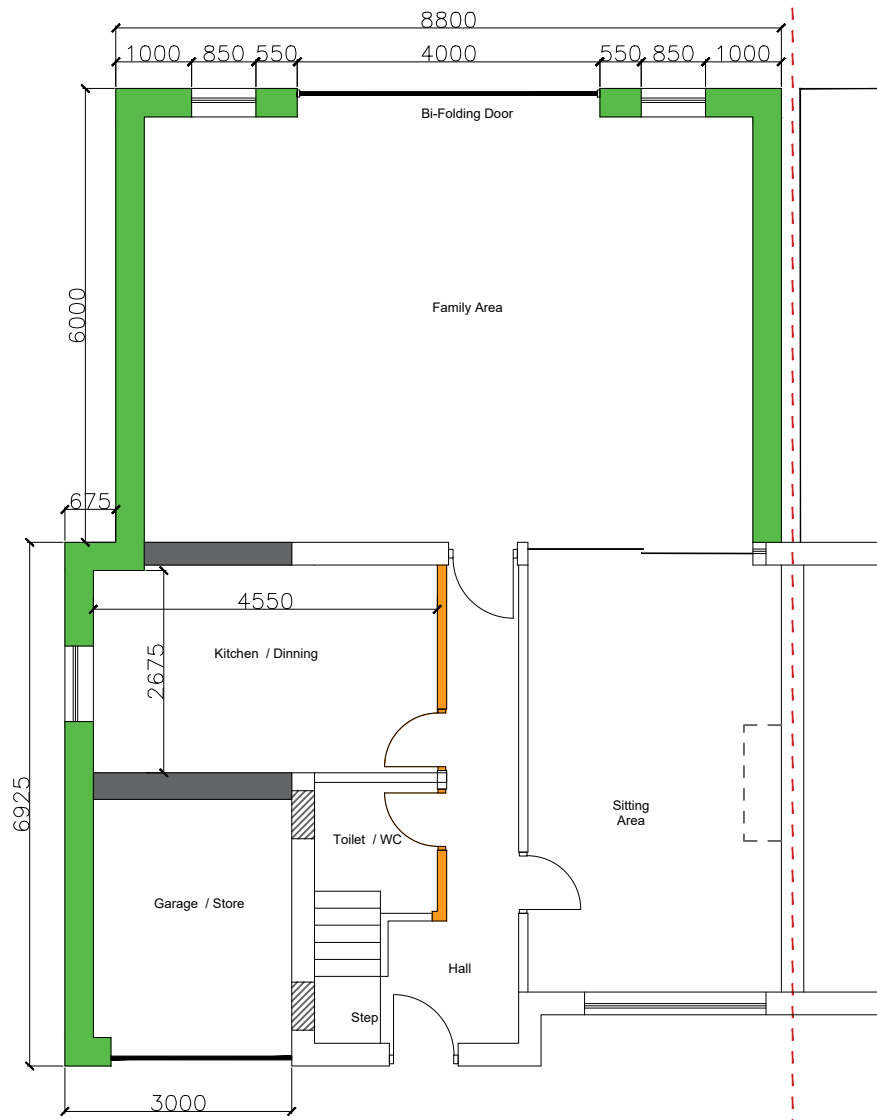 8800
1000 850 550 4000 550 850 1000
Bi-Folding Door
6000
Family Area
675
4550
Kitchen / Dinning
2675
6925
Sitting
Area
Toilet / WC
Garage / Store
Hall
Step
3000